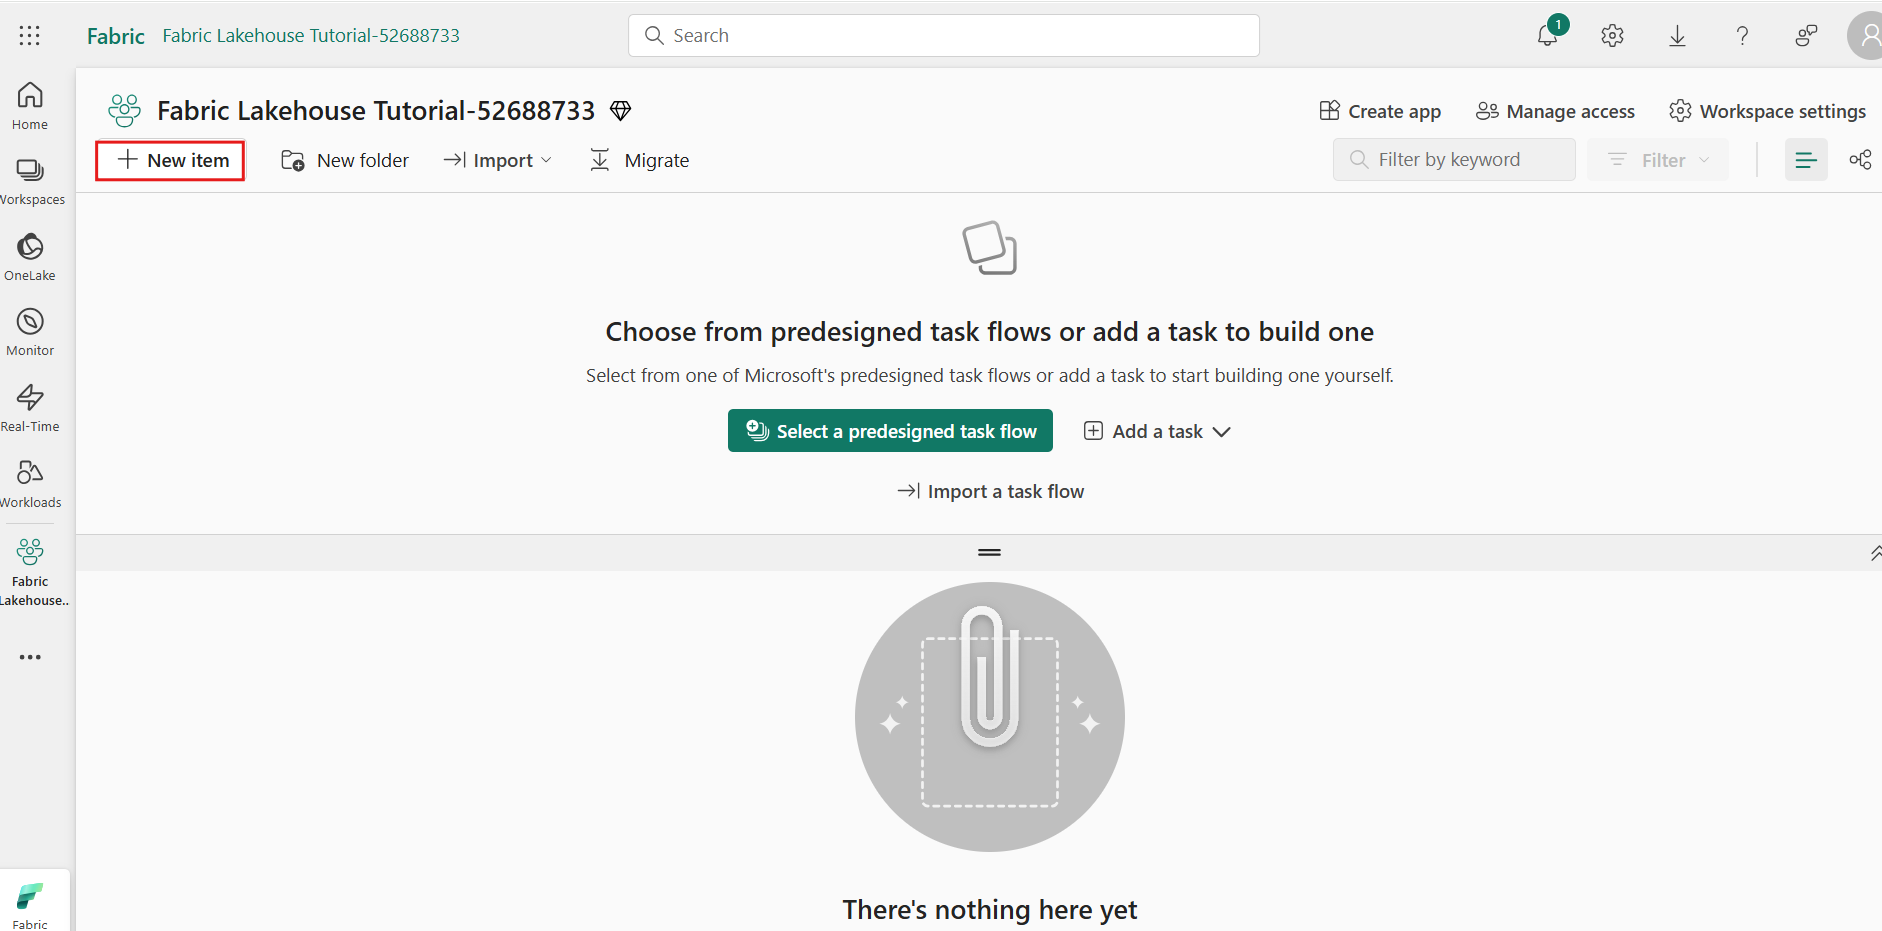 Fabric Fabric Lakehouse Tutorial-52688733 Search 1
Home
Workspaces
OneLake
Monitor
Real-Time
Workloads
Fabric
Lakehouse..
Fabric
Fabric Lakehouse Tutorial-52688733 Create app Manage access Workspace settings
New item New folder Import Migrate Filter by keyword Filter
Choose from predesigned task flows or add a task to build one
Select from one of Microsoft's predesigned task flows or add a task to start building one yourself.
Select a predesigned task flow Add a task
Import a task flow
There's nothing here yet